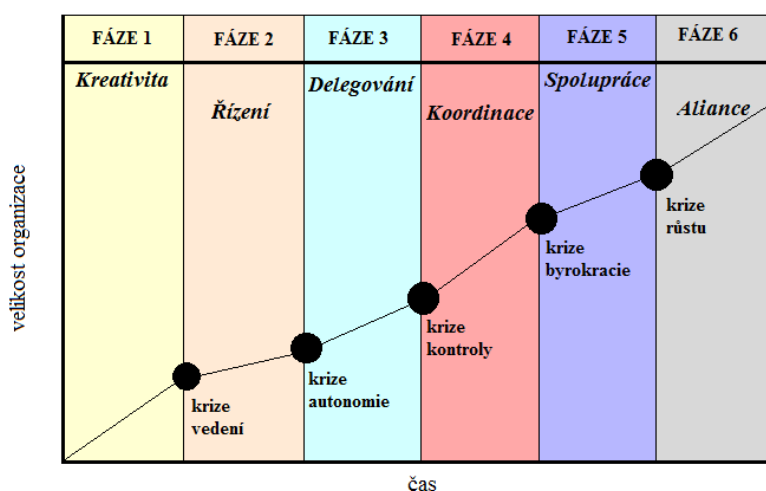 FÁZE 1
FÁZE 2
FÁZE 3
FÁZE 4
FÁZE 5
FÁZE 6
Kreativita
Řízení
Delegování
Koordinace
Spolupráce
Aliance
velikost organizace
krize
vedení
krize
autonomie
krize
kontroly
krize
byrokracie
krize
růstu
čas